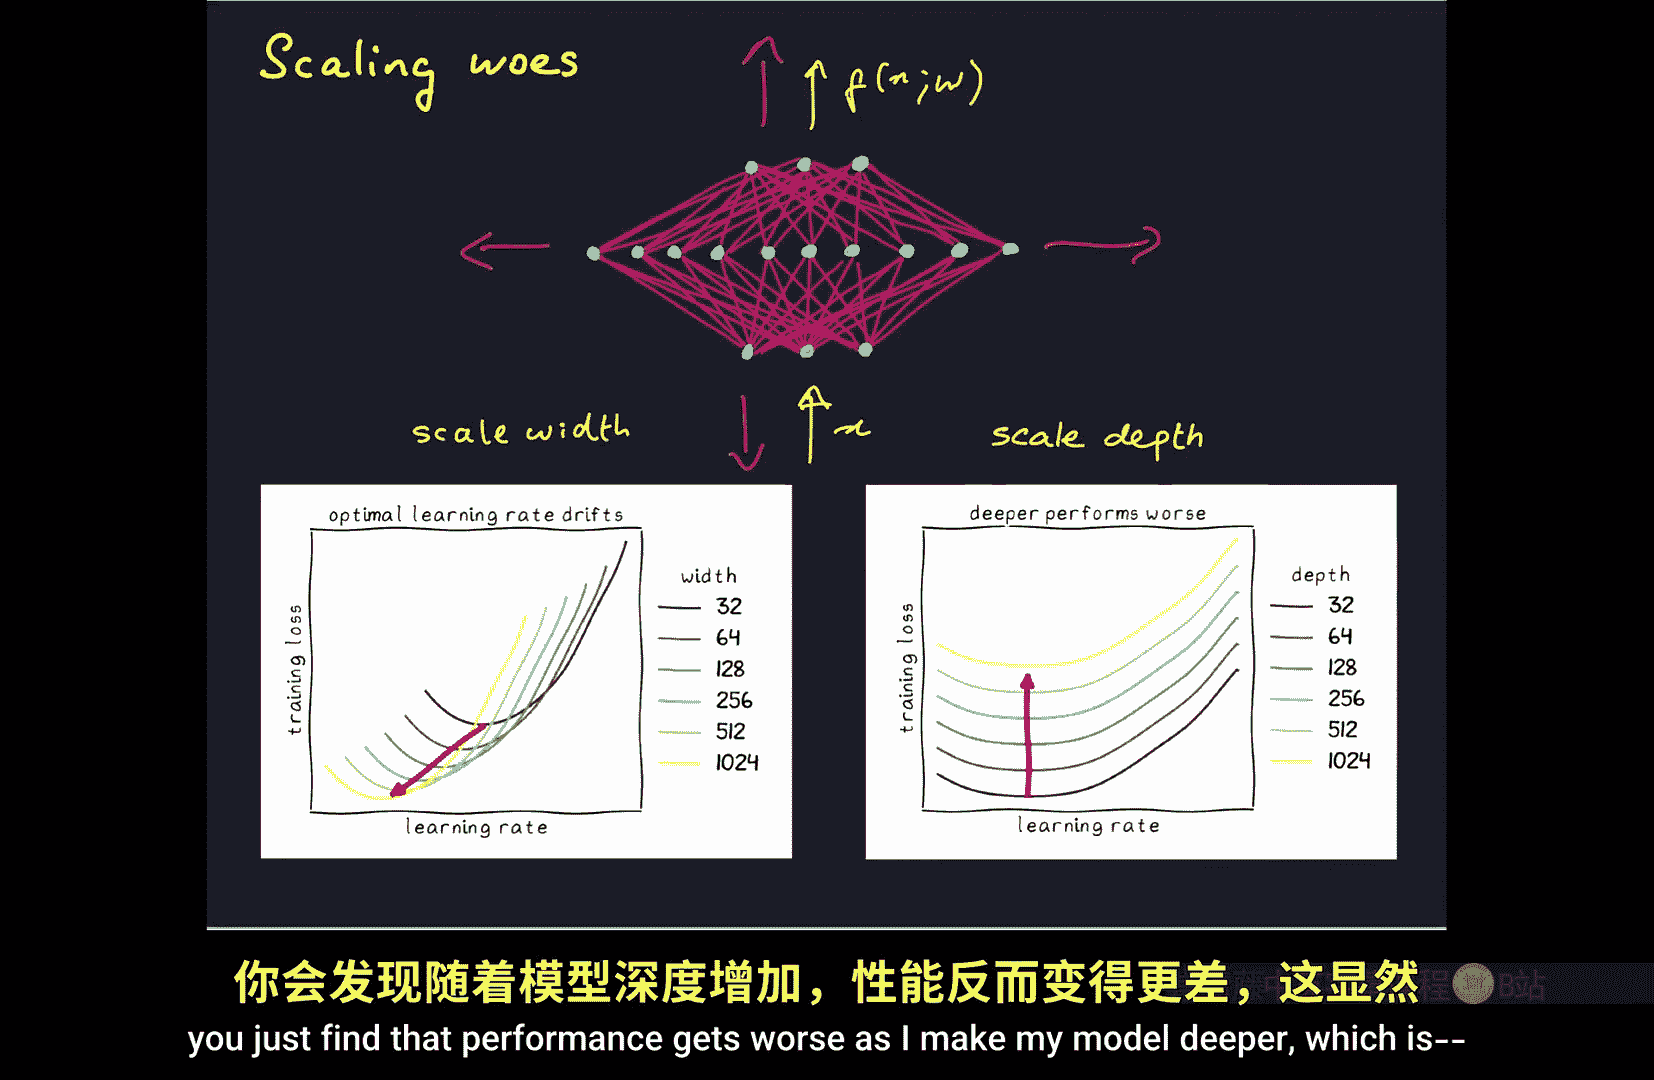 Scaling woes
f(x;w)
x
scale width
scale depth
optimal learning rate drifts
training loss
learning rate
width
32
64
128
256
512
1024
deeper performs worse
training loss
learning rate
depth
32
64
128
256
512
1024
你会发现随着模型深度增加，性能反而变得更差，这显然
程 B站
you just find that performance gets worse as I make my model deeper, which is--